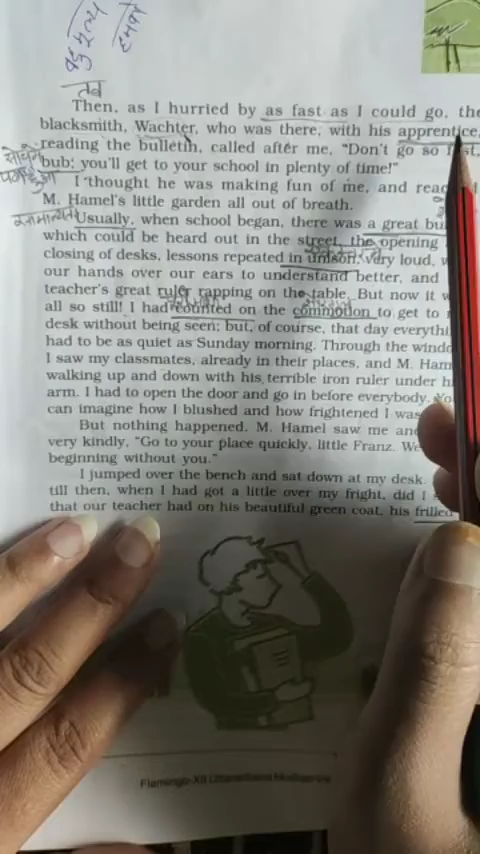 तब
Then, as I hurried by as fast as I could go, the
blacksmith, Wachter, who was there, with his apprentice,
reading the bulletin, called after me, “Don't go so fast,
bub; you'll get to your school in plenty of time!”
I thought he was making fun of me, and
M. Hamel's little garden all out of breath.
Usually, when school began, there was a great
which could be heard out in the street, the opening
closing of desks, lessons repeated in unison, very loud,
our hands over our ears to understand better, and
teacher's great ruler rapping on the table. But now it
all so still! I had counted on the commotion to get to
desk without being seen; but, of course, that day
had to be as quiet as Sunday morning. Through the
I saw my classmates, already in their places, and M.
walking up and down with his terrible iron ruler under
arm. I had to open the door and go in before everybody.
can imagine how I blushed and how frightened I was
But nothing happened. M. Hamel saw me
very kindly, “Go to your place quickly, little Franz.
beginning without you.”
I jumped over the bench and sat down at my desk.
till then, when I had got a little over my fright, did I
that our teacher had on his beautiful green coat, his frilled